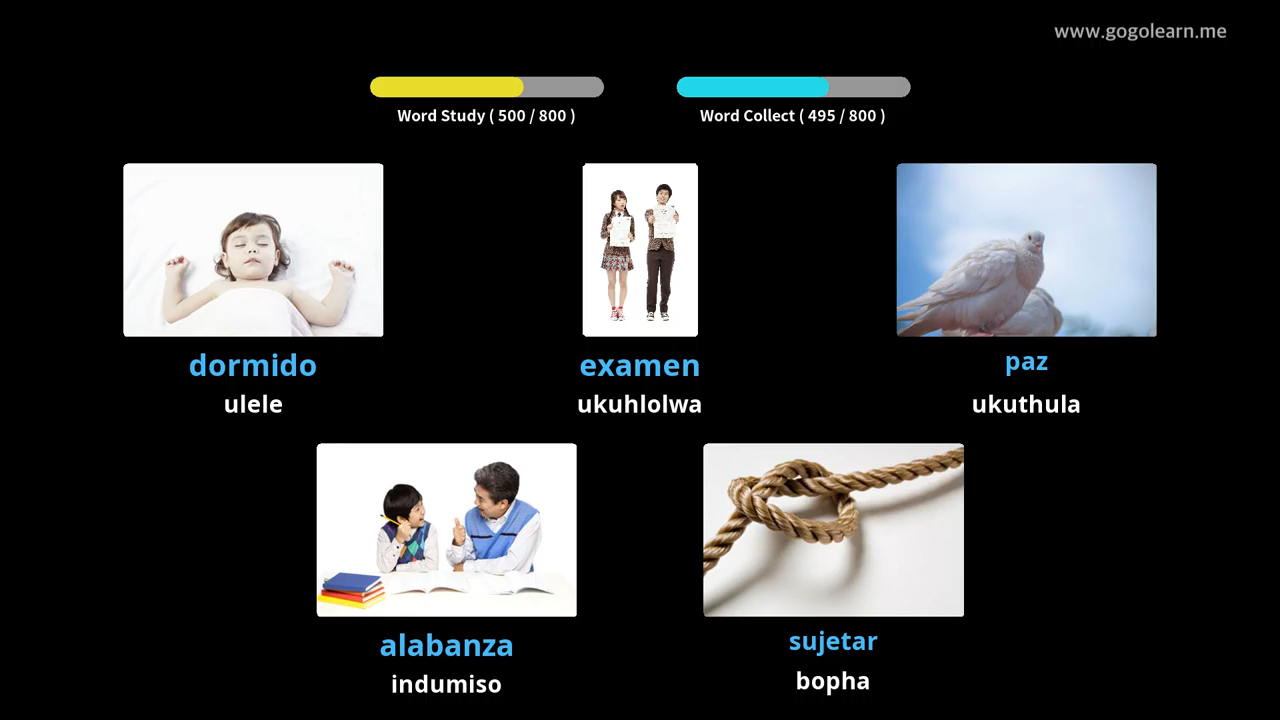 www.gogolearn.me
Word Study ( 500 / 800 )
Word Collect ( 495 / 800 )
dormido
ulele
examen
ukuhlolwa
paz
ukuthula
alabanza
indumiso
sujetar
bopha